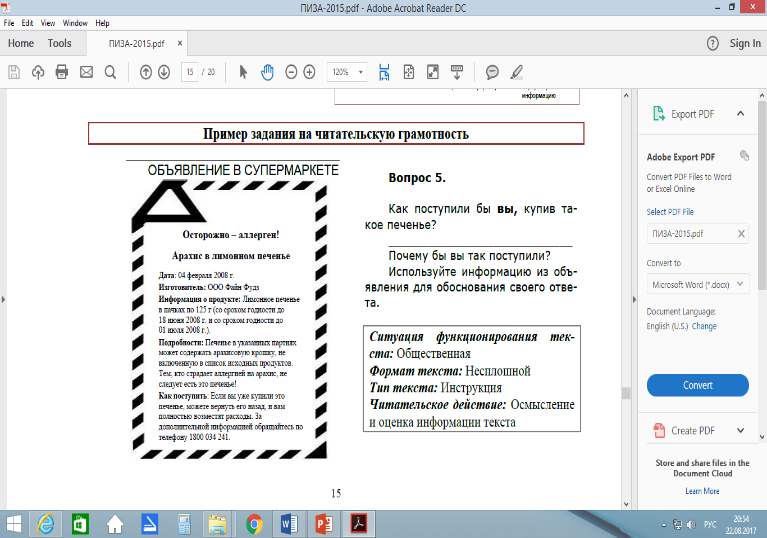 ПИЗА-2015.pdf - Adobe Acrobat Reader DC
File Edit View Window Help
Home Tools ПИЗА-2015.pdf x Sign In
15 / 20 120%
информацию
Пример задания на читательскую грамотность
ОБЪЯВЛЕНИЕ В СУПЕРМАРКЕТЕ
Осторожно – аллерген!
Арахис в лимонном печенье
Дата: 04 февраля 2008 г.
Изготовитель: ООО Файн Фудз
Информация о продукте: Лимонное печенье
в пачках по 125 г (со сроком годности до
18 июня 2008 г. и со сроком годности до
01 июля 2008 г.).
Подробности: Печенье в указанных партиях
может содержать арахисовую крошку, не
включенную в список исходных продуктов.
Тем, кто страдает аллергией на арахис, не
следует есть это печенье!
Как поступить: Если вы уже купили это
печенье, можете вернуть его назад, и вам
полностью возместят расходы. За
дополнительной информацией обращайтесь по
телефону 1800 034 241.
Вопрос 5.
Как поступили бы вы, купив та-
кое печенье?
Почему бы вы так поступили?
Используйте информацию из объ-
явления для обоснования своего отве-
та.
Ситуация функционирования тек-
ста: Общественная
Формат текста: Несплошной
Тип текста: Инструкция
Читательское действие: Осмысление
и оценка информации текста
15
Export PDF
Adobe Export PDF
Convert PDF Files to Word
or Excel Online
Select PDF File
ПИЗА-2015.pdf
Convert to
Microsoft Word (*.docx)
Document Language:
English (U.S.) Change
Convert
Create PDF
Store and share files in the
Document Cloud
Learn More
РУС
20:54
22.08.2017